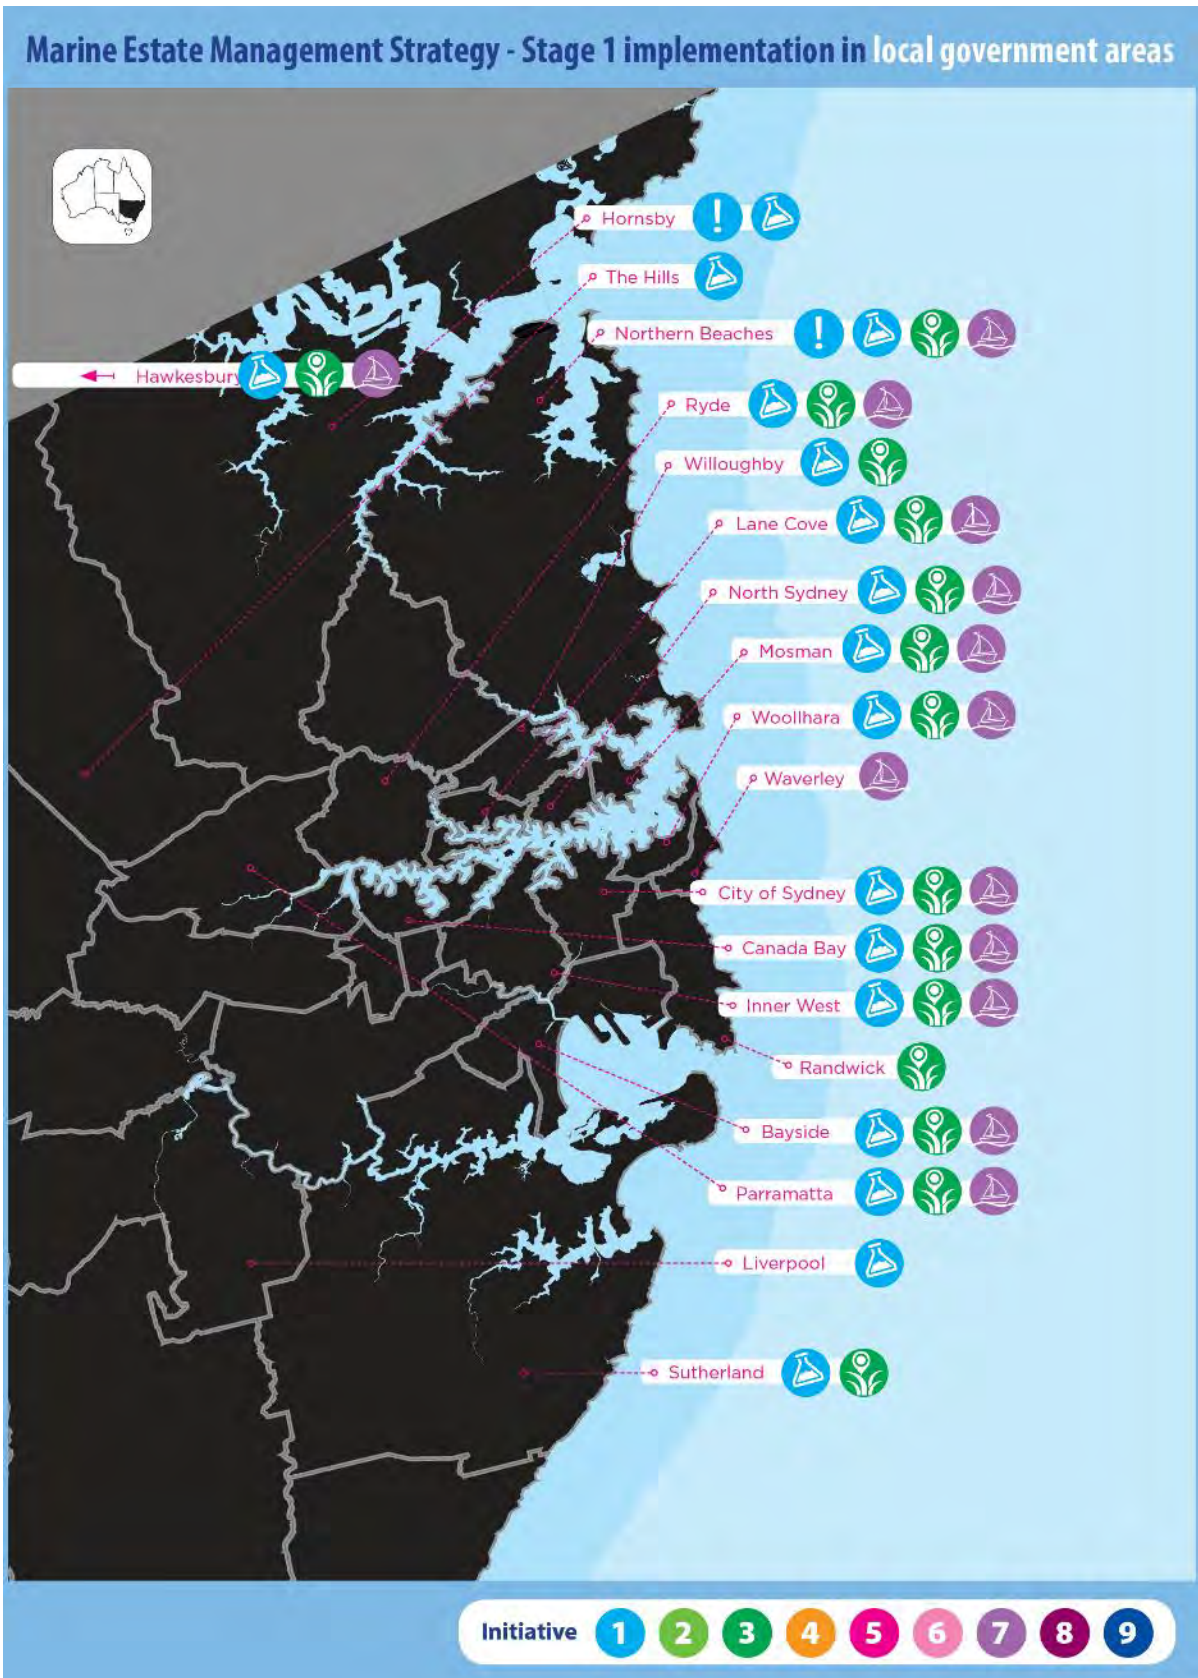 Marine Estate Management Strategy - Stage 1 implementation in local government areas
Hornsby !
The Hills
Northern Beaches !
Hawkesbury
Ryde
Willoughby
Lane Cove
North Sydney
Mosman
Woollhara
Waverley
City of Sydney
Canada Bay
Inner West
Randwick
Bayside
Parramatta
Liverpool
Sutherland
Initiative 1 2 3 4 5 6 7 8 9